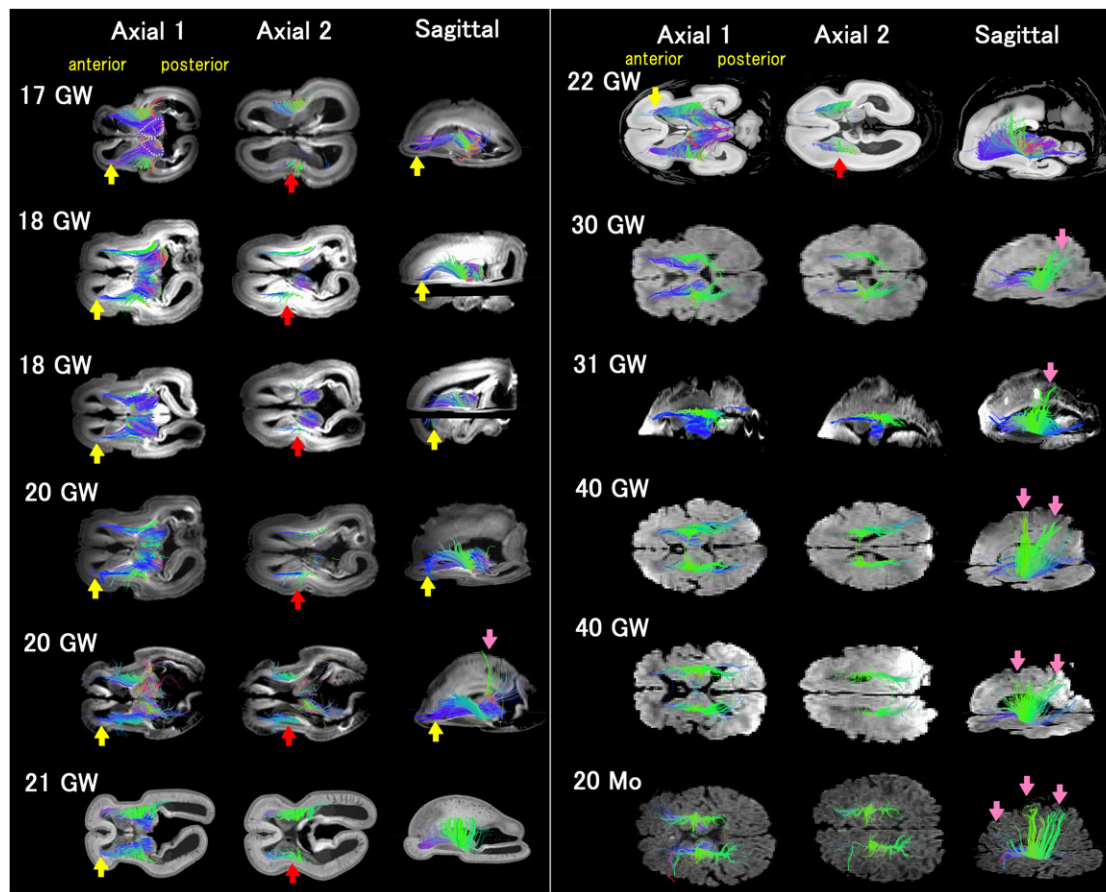 Axial 1 Axial 2 Sagittal
anterior posterior
17 GW
18 GW
18 GW
20 GW
20 GW
21 GW
Axial 1 Axial 2 Sagittal
anterior posterior
22 GW
30 GW
31 GW
40 GW
40 GW
20 Mo